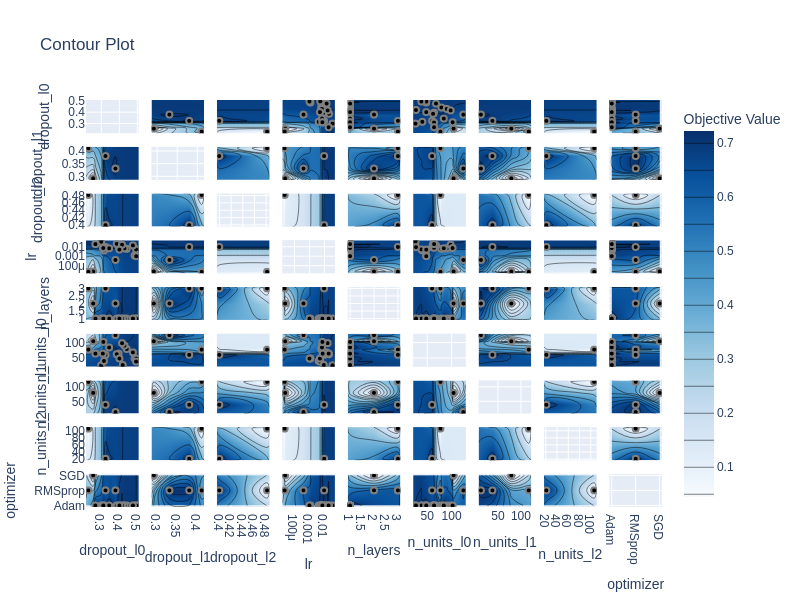 Contour Plot
Objective Value
0.7
0.6
0.5
0.4
0.3
0.2
0.1
dropout_l0
0.5
0.4
0.3
dropout_l1
0.4
0.35
0.3
dropout_l2
0.48
0.46
0.44
0.42
0.4
lr
0.01
0.001
100μ
n_layers
3
2.5
2
1.5
1
n_units_l0
100
50
n_units_l1
100
50
n_units_l2
100
80
60
40
20
optimizer
SGD
RMSprop
Adam
0.3 0.4 0.5
0.3 0.35 0.4
0.4 0.42 0.44 0.46 0.48
100μ 0.001 0.01
1 1.5 2 2.5 3
50 100
50 100
20 40 60 80 100
Adam RMSprop SGD
dropout_l0 dropout_l1 dropout_l2 lr n_layers n_units_l0 n_units_l1 n_units_l2 optimizer